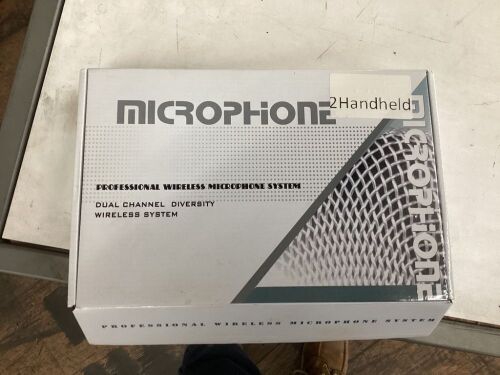 MICROPHONE
2Handheld
MICROPHONE
PROFESSIONAL WIRELESS MICROPHONE SYSTEM
DUAL CHANNEL DIVERSITY
WIRELESS SYSTEM
PROFESSIONAL WIRELESS MICROPHONE SYSTEM